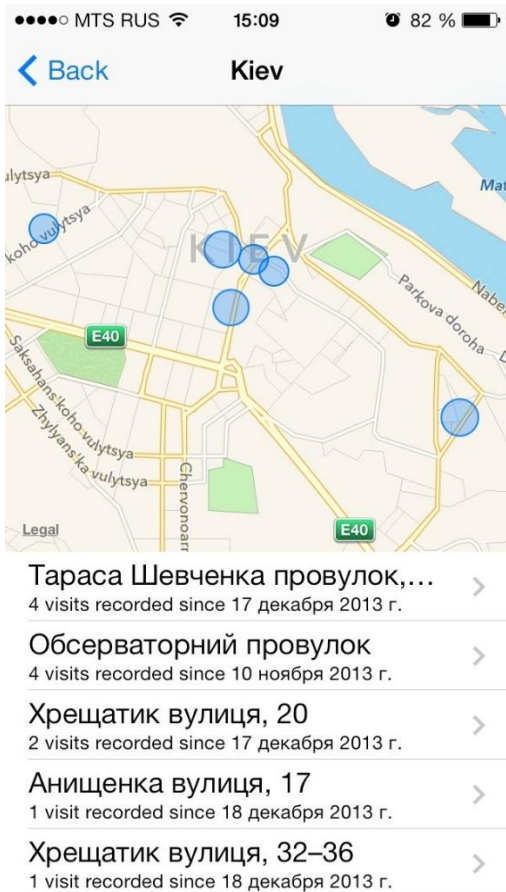 MTS RUS 15:09 82 %
Back Kiev
ulytsya
Mat
koho vulytsya
KIEV
Parkova doroha
Nabe
E40
Saksahans'koho vulytsya
Zhylyans'ka vulytsya
Chervonoarr
Legal
E40
Тараса Шевченка провулок,...
4 visits recorded since 17 декабря 2013 г.
Обсерваторний провулок
4 visits recorded since 10 ноября 2013 г.
Хрещатик вулиця, 20
2 visits recorded since 17 декабря 2013 г.
Анищенка вулиця, 17
1 visit recorded since 18 декабря 2013 г.
Хрещатик вулиця, 32–36
1 visit recorded since 18 декабря 2013 г.